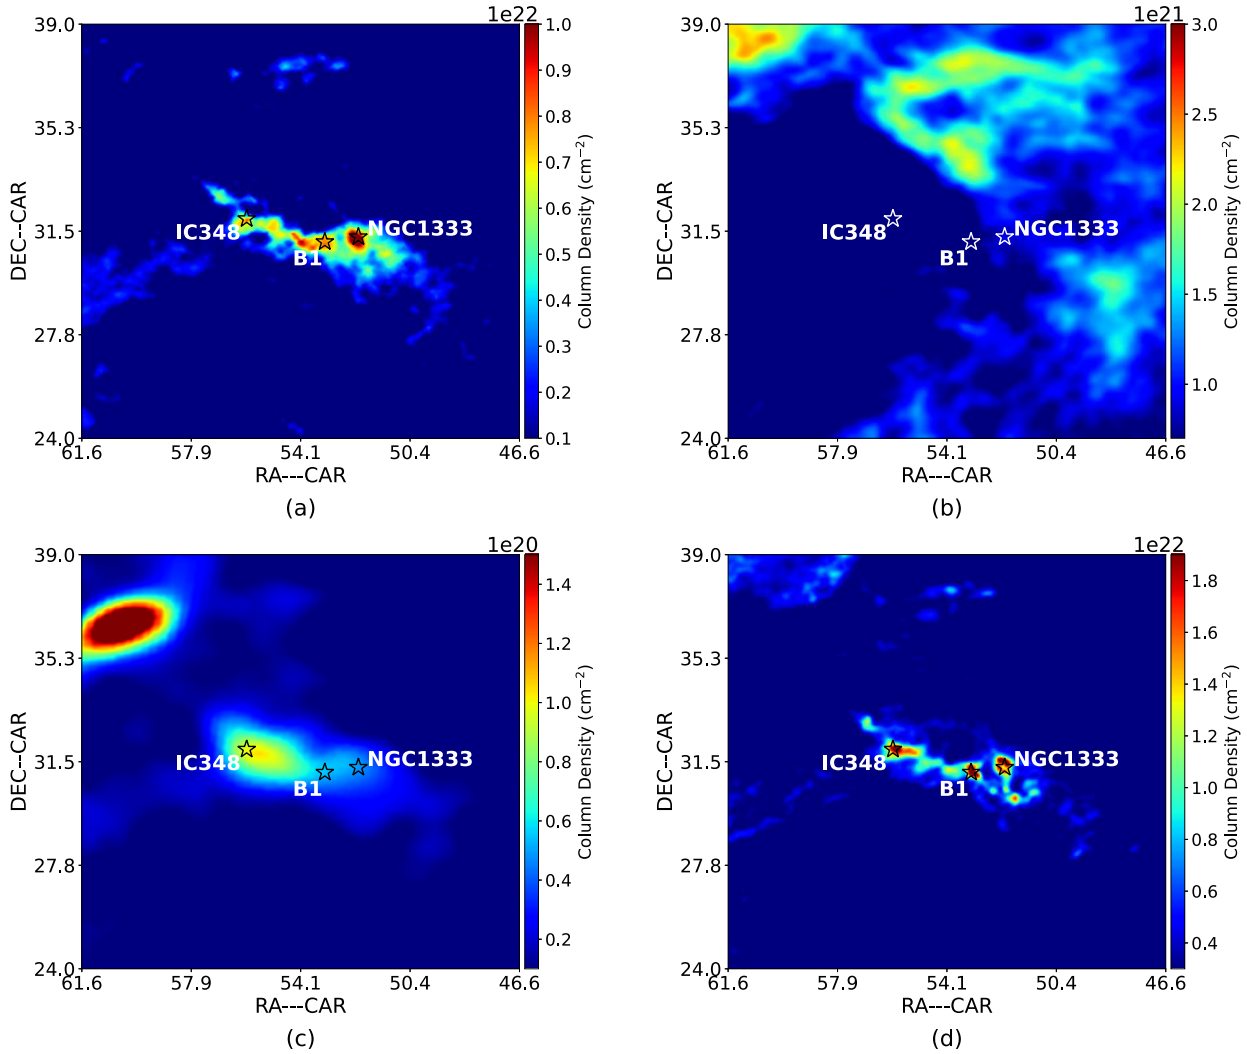 1e22
39.0
35.3
31.5
27.8
24.0
DEC--CAR
61.6 57.9 54.1 50.4 46.6
RA---CAR
IC348
B1
NGC1333
1.0
0.9
0.8
0.7
0.6
0.5
0.4
0.3
0.2
0.1
Column Density (cm⁻²)
(a)
1e21
39.0
35.3
31.5
27.8
24.0
DEC--CAR
61.6 57.9 54.1 50.4 46.6
RA---CAR
IC348
B1
NGC1333
3.0
2.5
2.0
1.5
1.0
Column Density (cm⁻²)
(b)
1e20
39.0
35.3
31.5
27.8
24.0
DEC--CAR
61.6 57.9 54.1 50.4 46.6
RA---CAR
IC348
B1
NGC1333
1.4
1.2
1.0
0.8
0.6
0.4
0.2
Column Density (cm⁻²)
(c)
1e22
39.0
35.3
31.5
27.8
24.0
DEC--CAR
61.6 57.9 54.1 50.4 46.6
RA---CAR
IC348
B1
NGC1333
1.8
1.6
1.4
1.2
1.0
0.8
0.6
0.4
Column Density (cm⁻²)
(d)